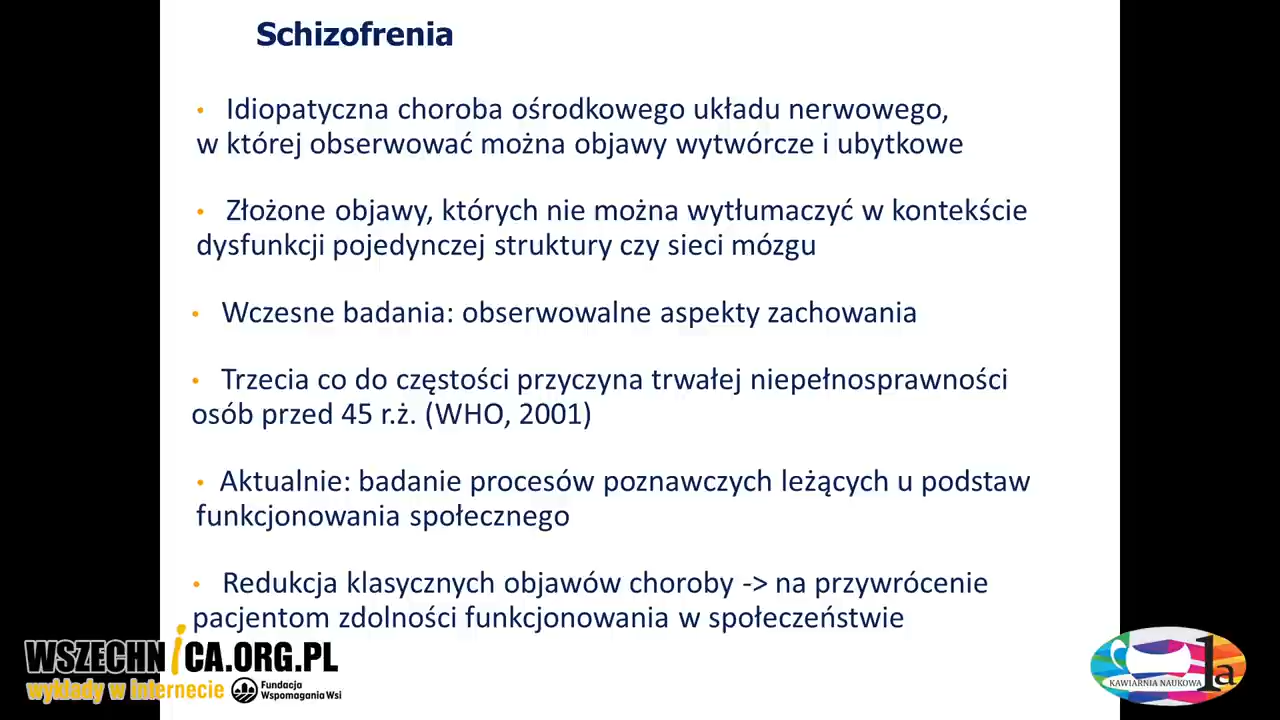 Schizofrenia
• Idiopatyczna choroba ośrodkowego układu nerwowego,
w której obserwować można objawy wytwórcze i ubytkowe
• Złożone objawy, których nie można wytłumaczyć w kontekście
dysfunkcji pojedynczej struktury czy sieci mózgu
• Wczesne badania: obserwowalne aspekty zachowania
• Trzecia co do częstości przyczyna trwałej niepełnosprawności
osób przed 45 r.ż. (WHO, 2001)
• Aktualnie: badanie procesów poznawczych leżących u podstaw
funkcjonowania społecznego
• Redukcja klasycznych objawów choroby -> na przywrócenie
pacjentom zdolności funkcjonowania w społeczeństwie
WSZECHNiCA.ORG.PL
wykłady w internecie
Fundacja
Wspomagania Wsi
KAWIARNIA NAUKOWA 1a